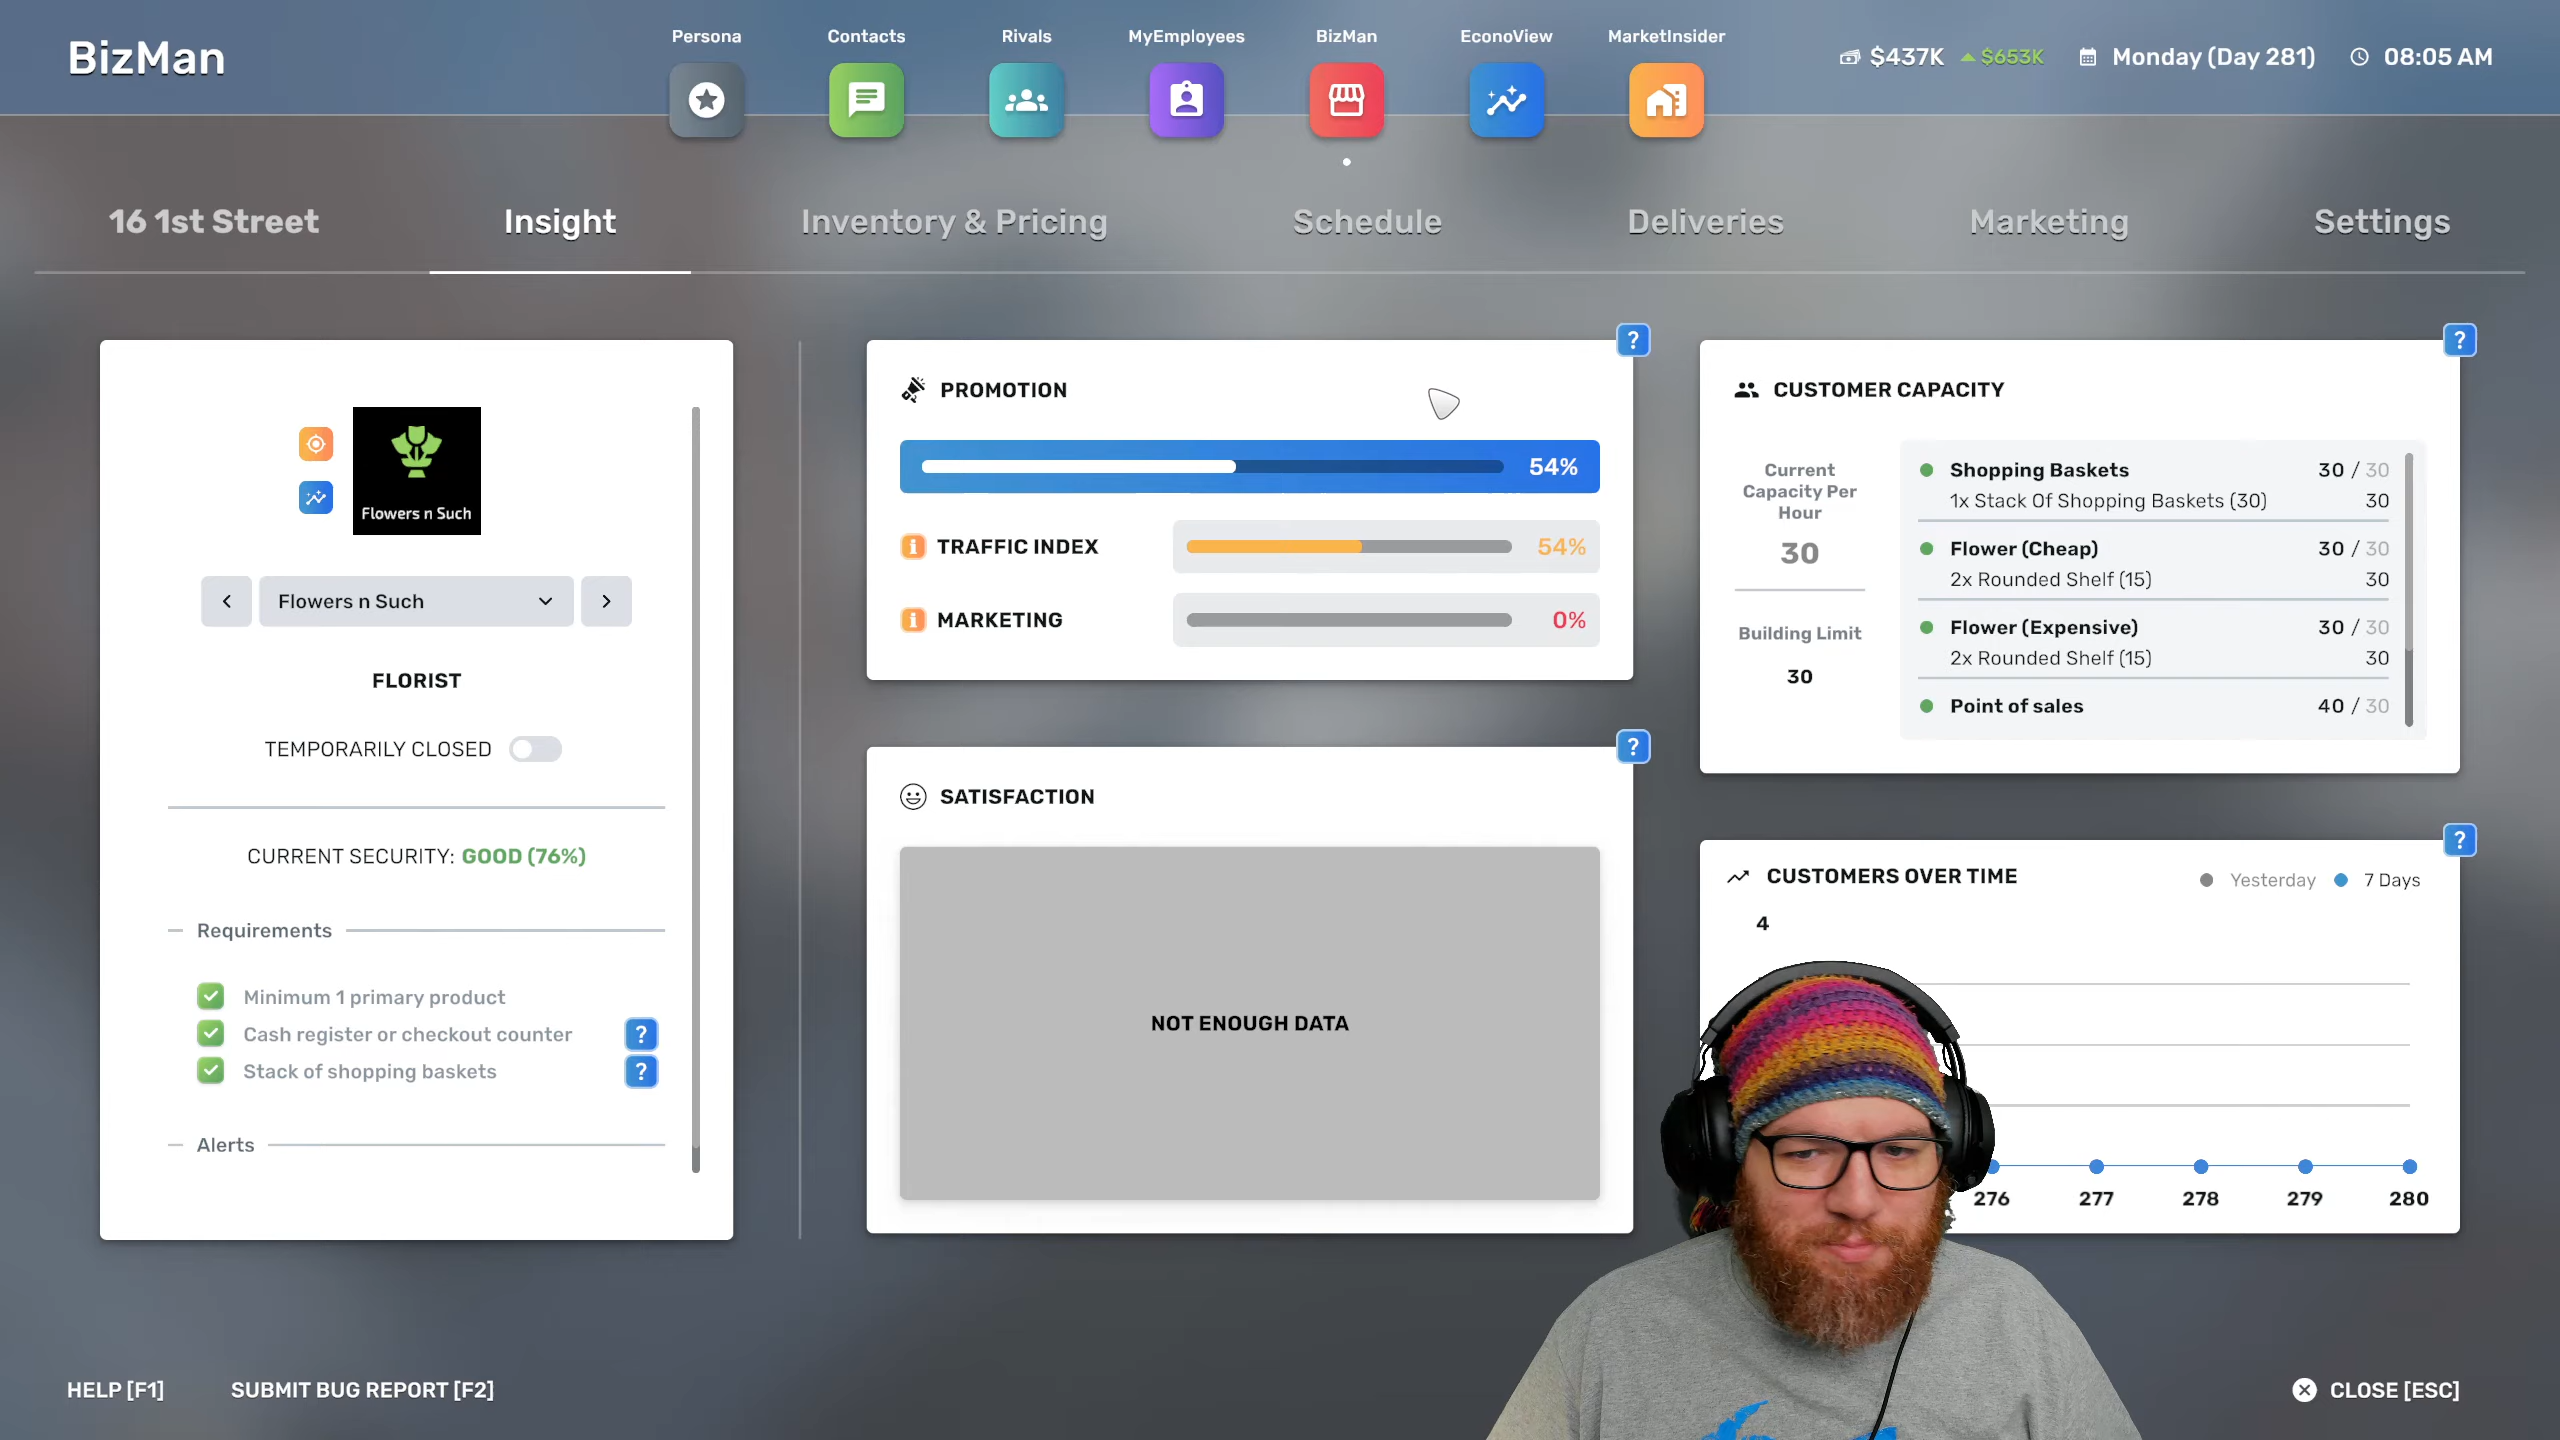 BizMan
Persona
Contacts
Rivals
MyEmployees
BizMan
EconoView
MarketInsider
$437K
$653K
Monday (Day 281)
08:05 AM
16 1st Street
Insight
Inventory & Pricing
Schedule
Deliveries
Marketing
Settings
Flowers n Such
Flowers n Such
FLORIST
TEMPORARILY CLOSED
CURRENT SECURITY: GOOD (76%)
Requirements
Minimum 1 primary product
Cash register or checkout counter
?
Stack of shopping baskets
?
Alerts
?
PROMOTION
54%
TRAFFIC INDEX
54%
MARKETING
0%
?
SATISFACTION
NOT ENOUGH DATA
?
CUSTOMER CAPACITY
Current
Capacity Per
Hour
30
Building Limit
30
Shopping Baskets 30 / 30
1x Stack Of Shopping Baskets (30) 30
Flower (Cheap) 30 / 30
2x Rounded Shelf (15) 30
Flower (Expensive) 30 / 30
2x Rounded Shelf (15) 30
Point of sales 40 / 30
?
CUSTOMERS OVER TIME
Yesterday
7 Days
4
276 277 278 279 280
HELP [F1]
SUBMIT BUG REPORT [F2]
CLOSE [ESC]